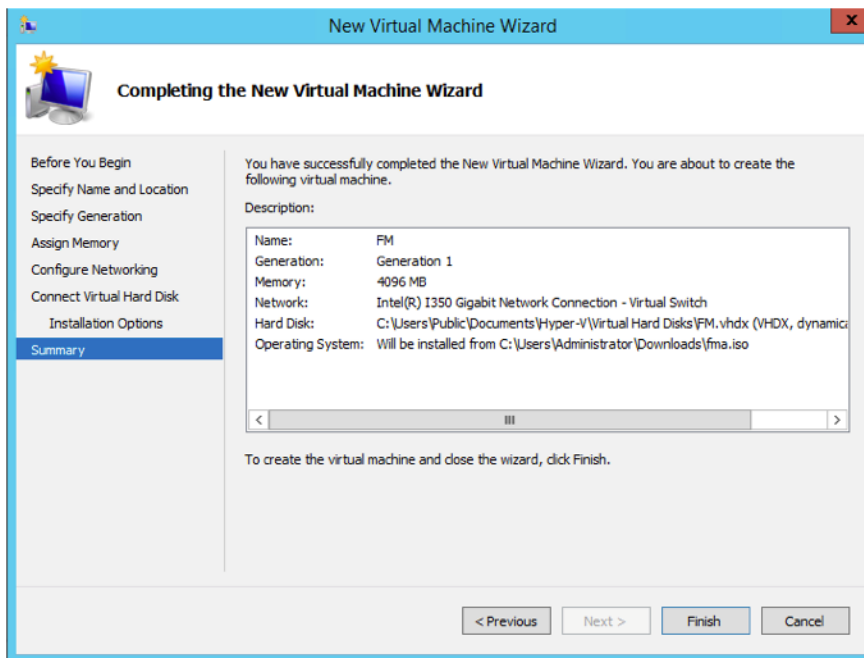 New Virtual Machine Wizard
x
Completing the New Virtual Machine Wizard
Before You Begin
Specify Name and Location
Specify Generation
Assign Memory
Configure Networking
Connect Virtual Hard Disk
Installation Options
Summary
You have successfully completed the New Virtual Machine Wizard. You are about to create the
following virtual machine.
Description:
Name: FM
Generation: Generation 1
Memory: 4096 MB
Network: Intel(R) I350 Gigabit Network Connection - Virtual Switch
Hard Disk: C:\Users\Public\Documents\Hyper-V\Virtual Hard Disks\FM.vhdx (VHDX, dynamica
Operating System: Will be installed from C:\Users\Administrator\Downloads\fma.iso
To create the virtual machine and close the wizard, click Finish.
< Previous Next > Finish Cancel